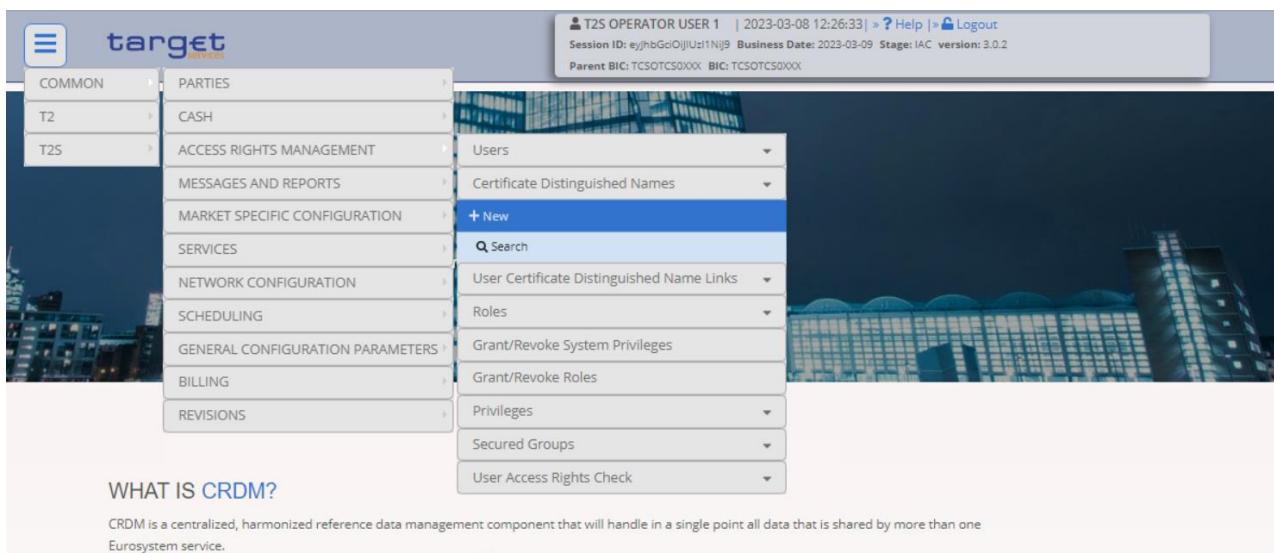 T2S OPERATOR USER 1 | 2023-03-08 12:26:33| » ? Help |» Logout
Session ID: eyJhbGciOiJIUzI1NiJ9 Business Date: 2023-03-09 Stage: IAC version: 3.0.2
Parent BIC: TCSOTCS0XXX BIC: TCSOTCS0XXX
target
services
COMMON
T2
T2S
PARTIES
CASH
ACCESS RIGHTS MANAGEMENT
MESSAGES AND REPORTS
MARKET SPECIFIC CONFIGURATION
SERVICES
NETWORK CONFIGURATION
SCHEDULING
GENERAL CONFIGURATION PARAMETERS
BILLING
REVISIONS
Users
Certificate Distinguished Names
+ New
Search
User Certificate Distinguished Name Links
Roles
Grant/Revoke System Privileges
Grant/Revoke Roles
Privileges
Secured Groups
User Access Rights Check
WHAT IS CRDM?
CRDM is a centralized, harmonized reference data management component that will handle in a single point all data that is shared by more than one
Eurosystem service.